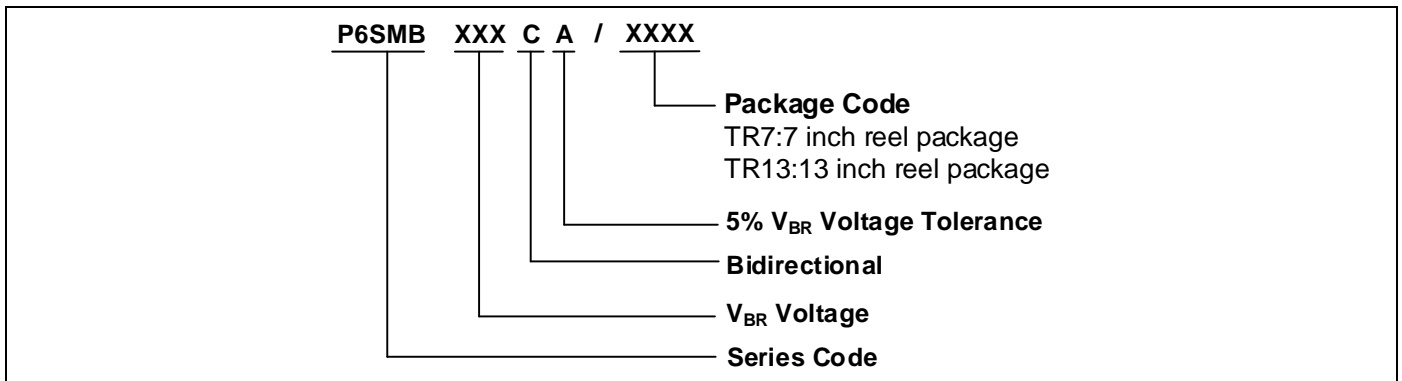 P6SMB XXX C A / XXXX
Package Code
TR7:7 inch reel package
TR13:13 inch reel package
5% VBR Voltage Tolerance
Bidirectional
VBR Voltage
Series Code